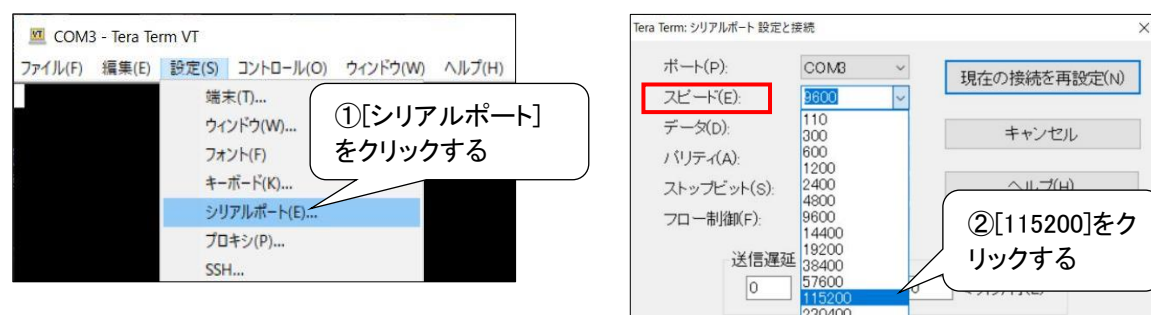 COM3 - Tera Term VT
ファイル(F) 編集(E) 設定(S) コントロール(O) ウィンドウ(W) ヘルプ(H)
端末(T)...
ウィンドウ(W)...
フォント(F)
キーボード(K)...
シリアルポート(E)...
プロキシ(P)...
SSH...
①[シリアルポート]
をクリックする
Tera Term: シリアルポート 設定と接続
ポート(P): COM3
現在の接続を再設定(N)
スピード(E): 9600
データ(D):
キャンセル
パリティ(A):
ストップビット(S):
ヘルプ(H)
フロー制御(F):
110
300
600
1200
2400
4800
9600
14400
19200
38400
57600
115200
230400
送信遅延
0
②[115200]をク
リックする